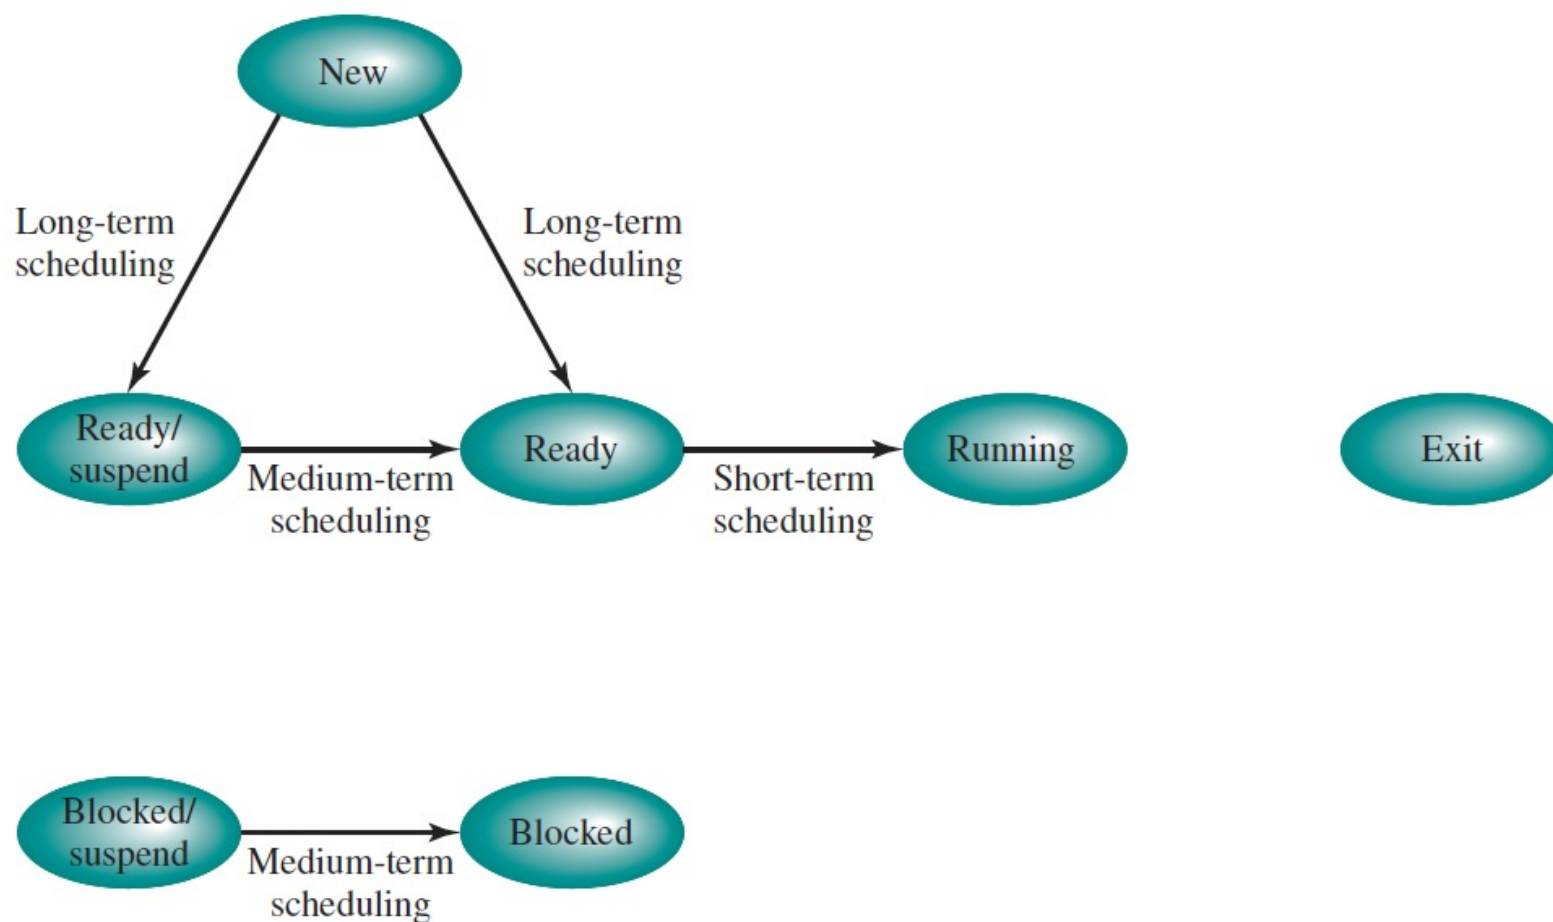 New
Long-term
scheduling
Long-term
scheduling
Ready/
suspend
Medium-term
scheduling
Ready
Short-term
scheduling
Running
Exit
Blocked/
suspend
Medium-term
scheduling
Blocked